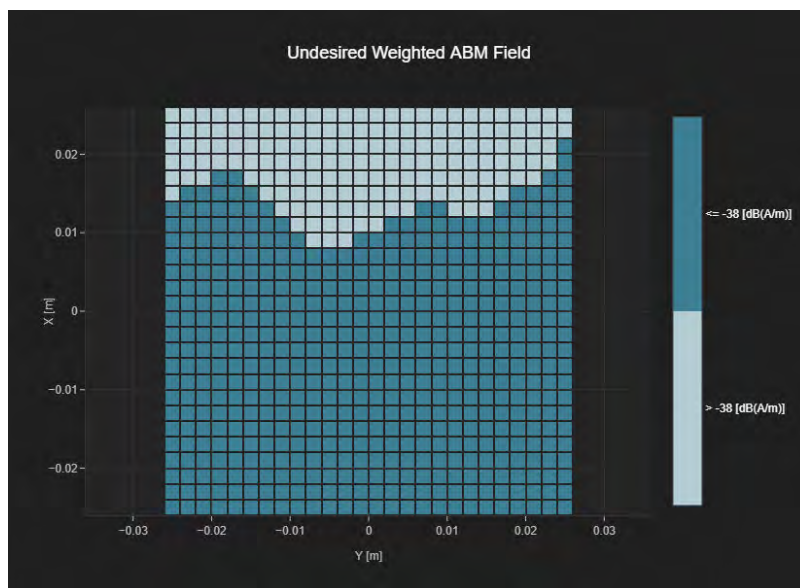 Undesired Weighted ABM Field
0.02
0.01
0
−0.01
−0.02
X [m]
−0.03
−0.02
−0.01
0
0.01
0.02
0.03
Y [m]
<= -38 [dB(A/m)]
> -38 [dB(A/m)]